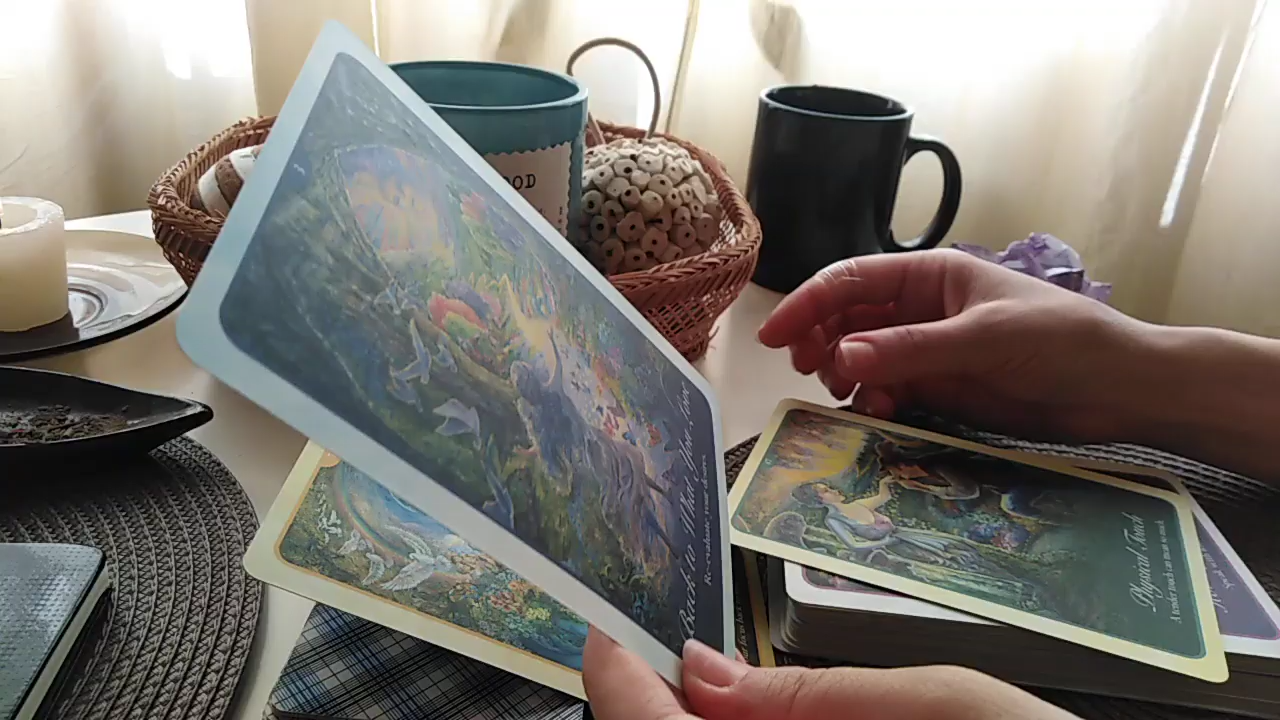 OOD
Back to What You Love
Re-evaluate your desires.
Physical Touch
A tender touch can mean so much